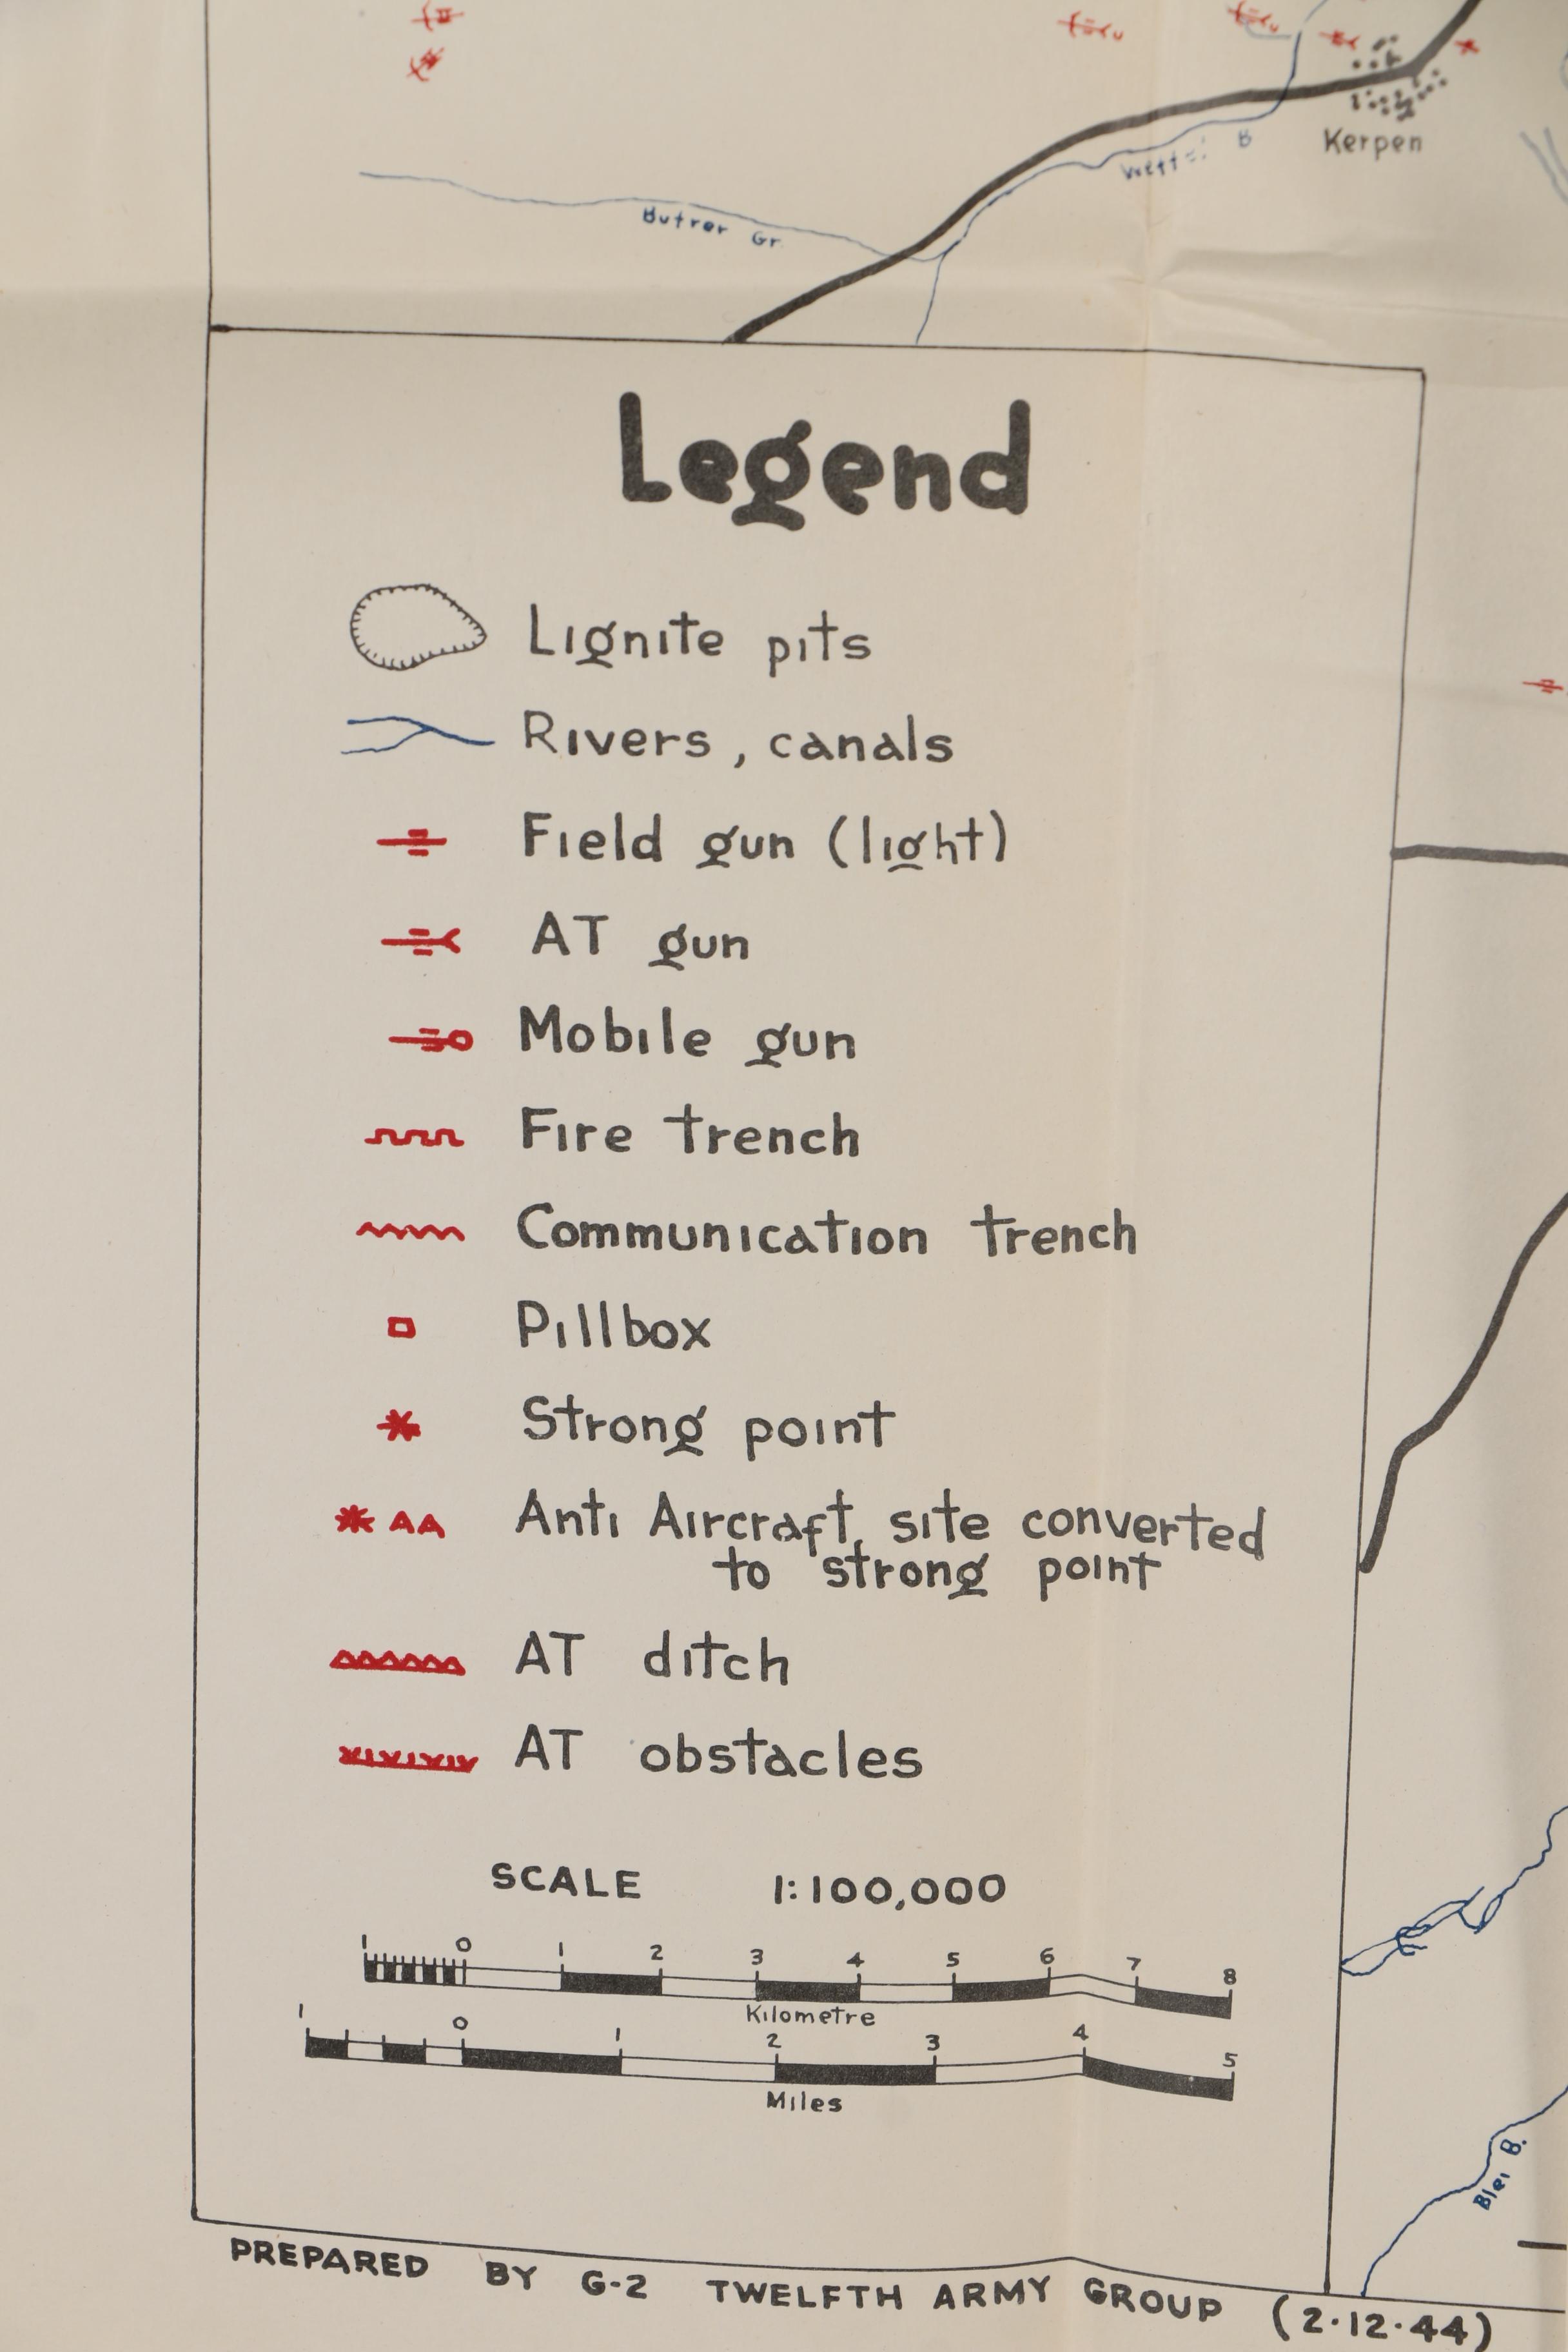 Kerpen
B
Butrer Gr.
Legend
Lignite pits
Rivers, canals
Field gun (light)
AT gun
Mobile gun
Fire trench
Communication trench
Pillbox
Strong point
AA Anti Aircraft site converted
to strong point
AT ditch
AT obstacles
SCALE 1:100,000
1 0 1 2 3 4 5 6 7 8
Kilometre
1 0 1 2 3 4 5
Miles
Blei B.
PREPARED BY G-2 TWELFTH ARMY GROUP (2·12·44)